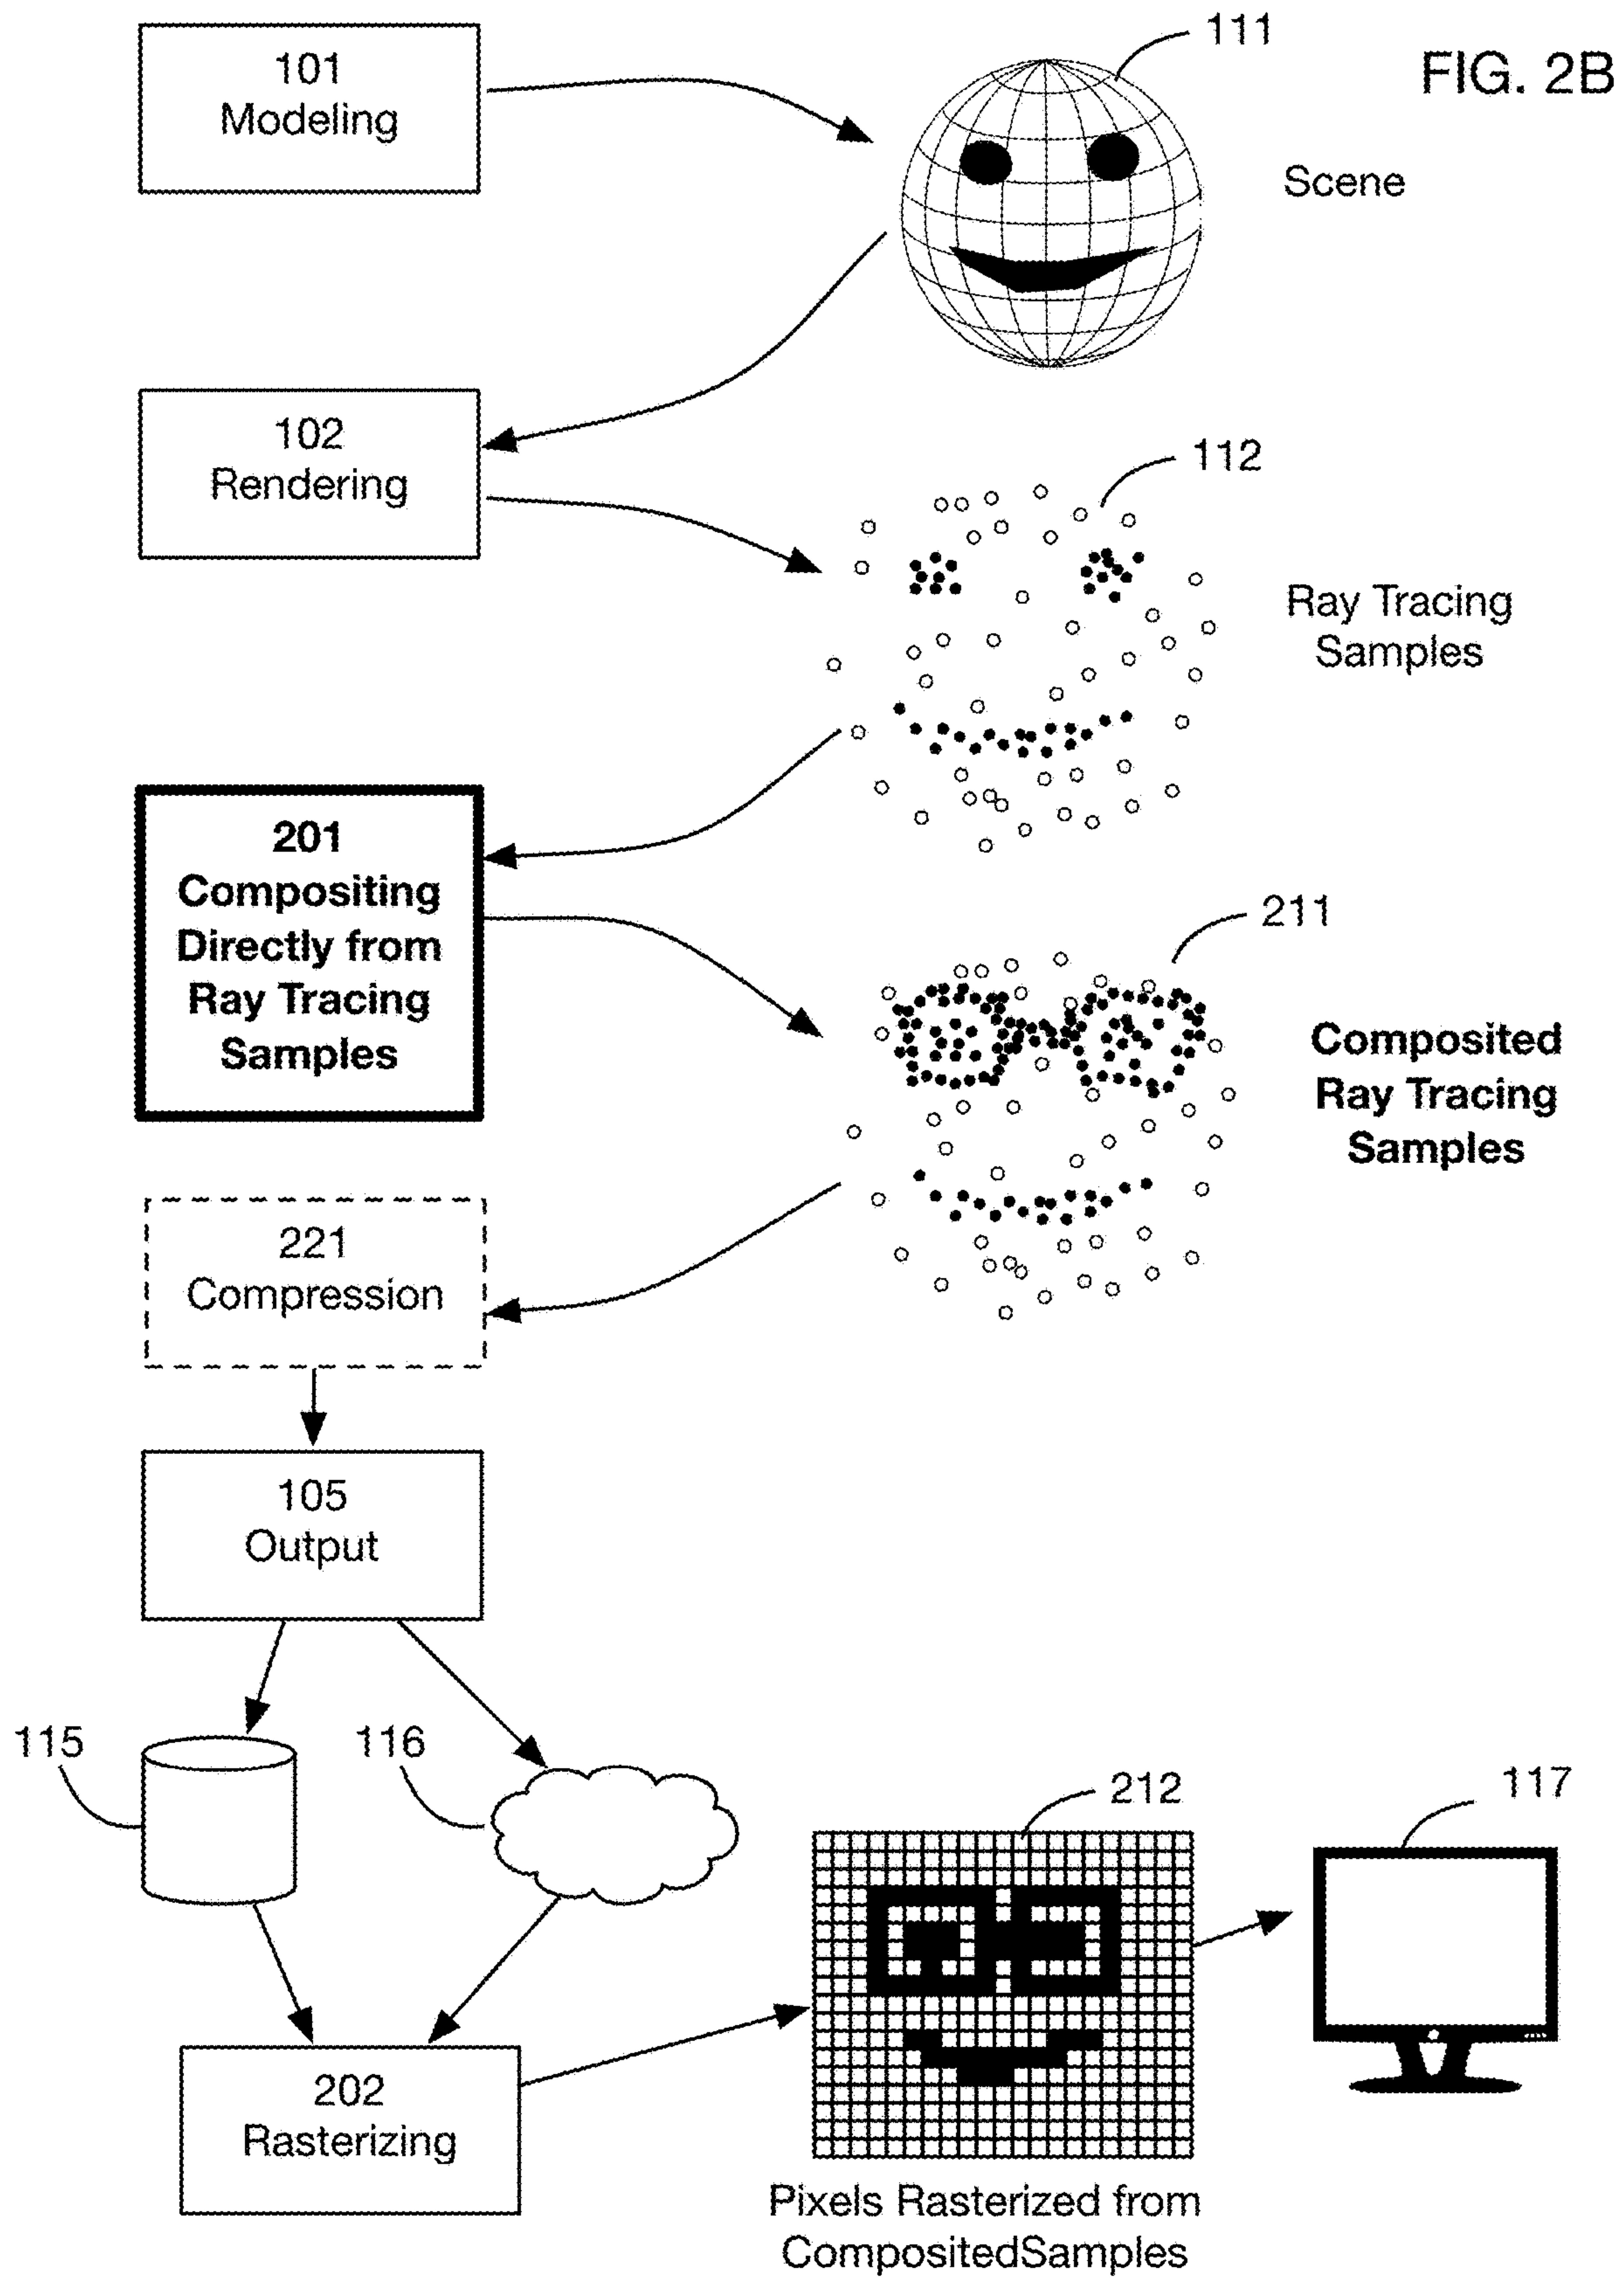 FIG. 2B
101
Modeling
111
Scene
102
Rendering
112
Ray Tracing
Samples
201
Compositing
Directly from
Ray Tracing
Samples
211
Composited
Ray Tracing
Samples
221
Compression
105
Output
115
116
202
Rasterizing
212
Pixels Rasterized from
CompositedSamples
117